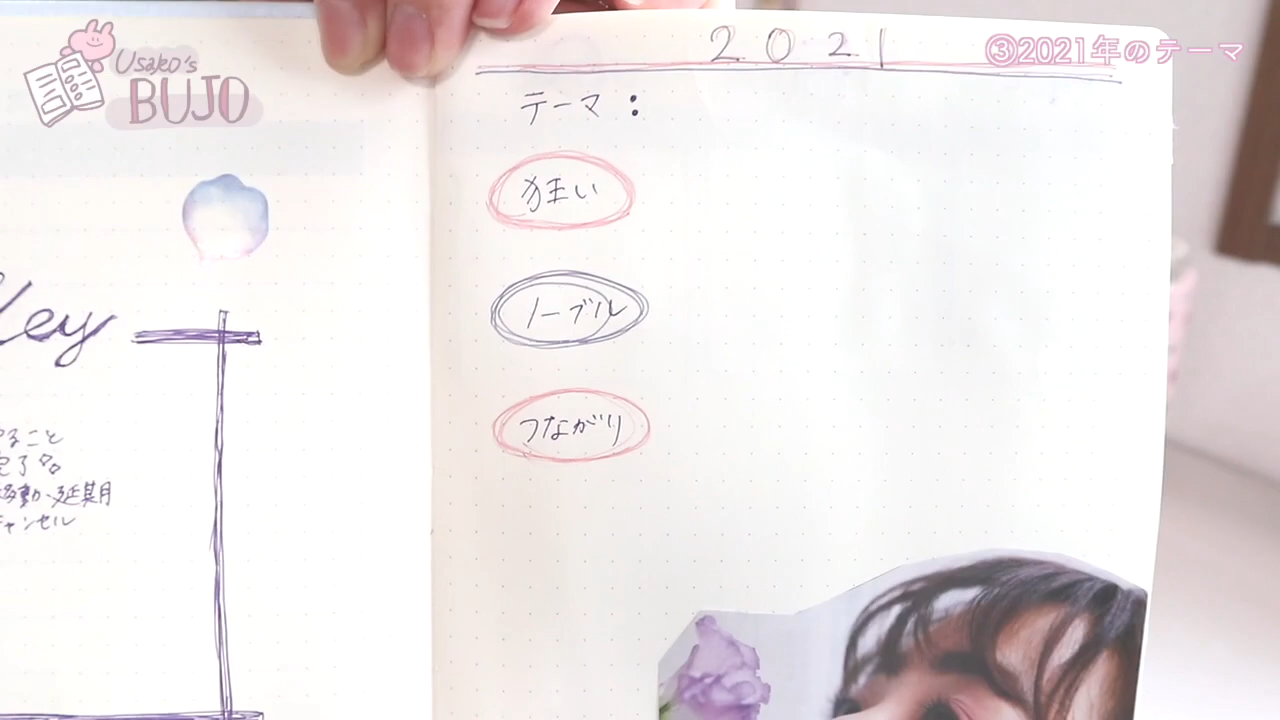 Usako's
BUJO
③2021年のテーマ
2021
テーマ：
狂い
ノーブル
つながり
Key
ること
完了
移動・延期
キャンセル